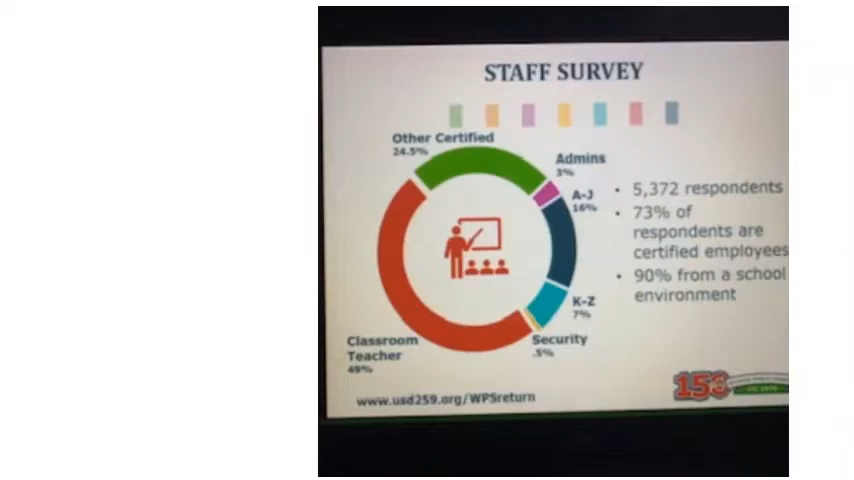 STAFF SURVEY
Other Certified
24.5%
Admins
3%
A-J
16%
K-Z
7%
Security
.5%
Classroom
Teacher
49%
• 5,372 respondents
• 73% of
respondents are
certified employees
• 90% from a school
environment
www.usd259.org/WPSreturn
150